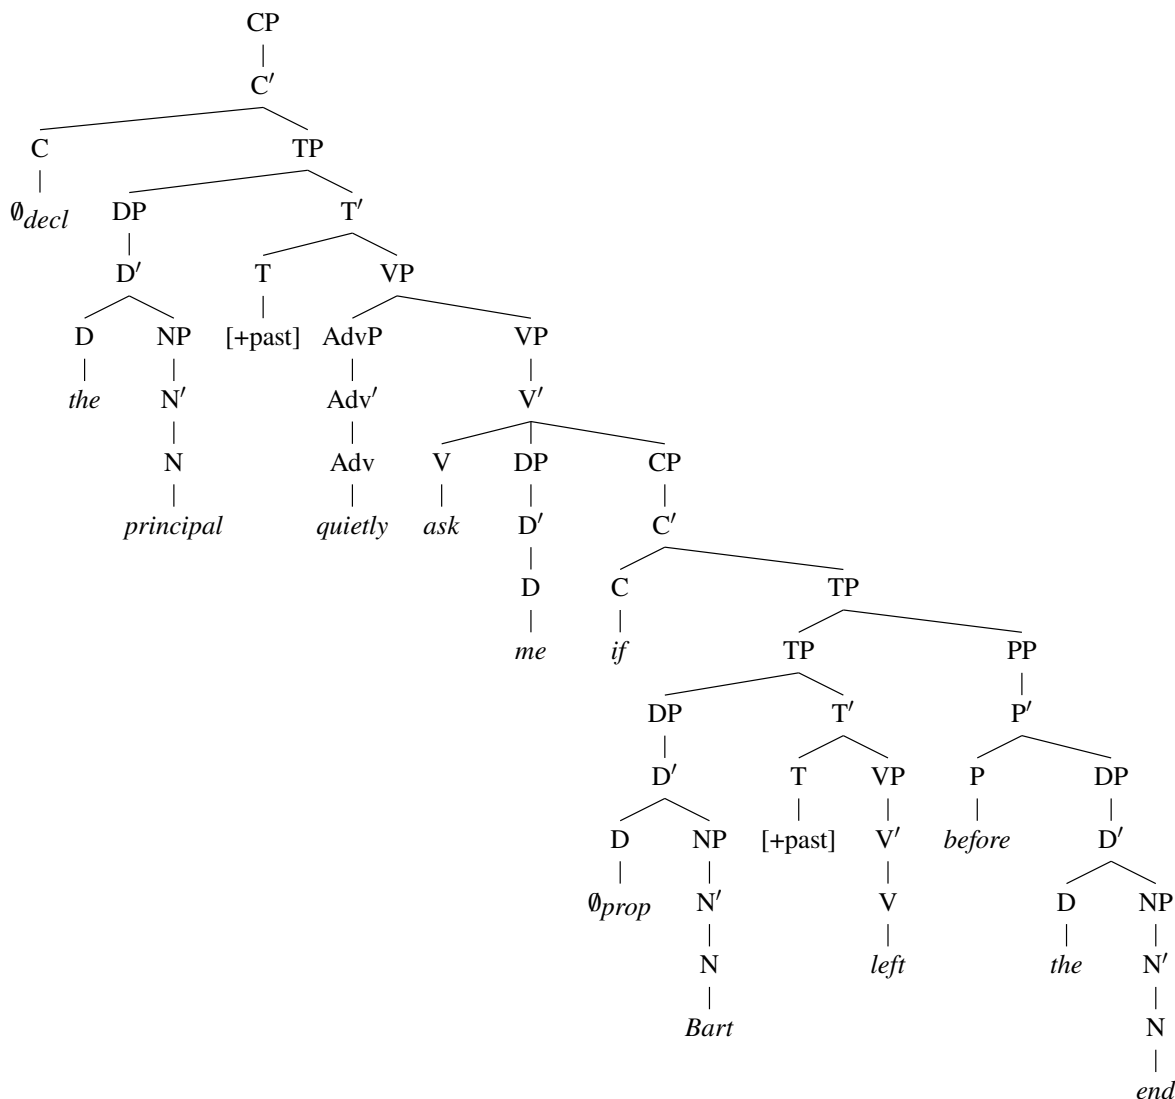 CP
C′
C TP
∅decl DP T′
D′ T VP
D NP [+past] AdvP VP
the N′ Adv′ V′
N Adv V DP CP
principal quietly ask D′ C′
D C TP
me if TP PP
DP T′ P′
D′ T VP P DP
D NP [+past] V′ before D′
∅prop N′ V D NP
N left the N′
Bart N
end